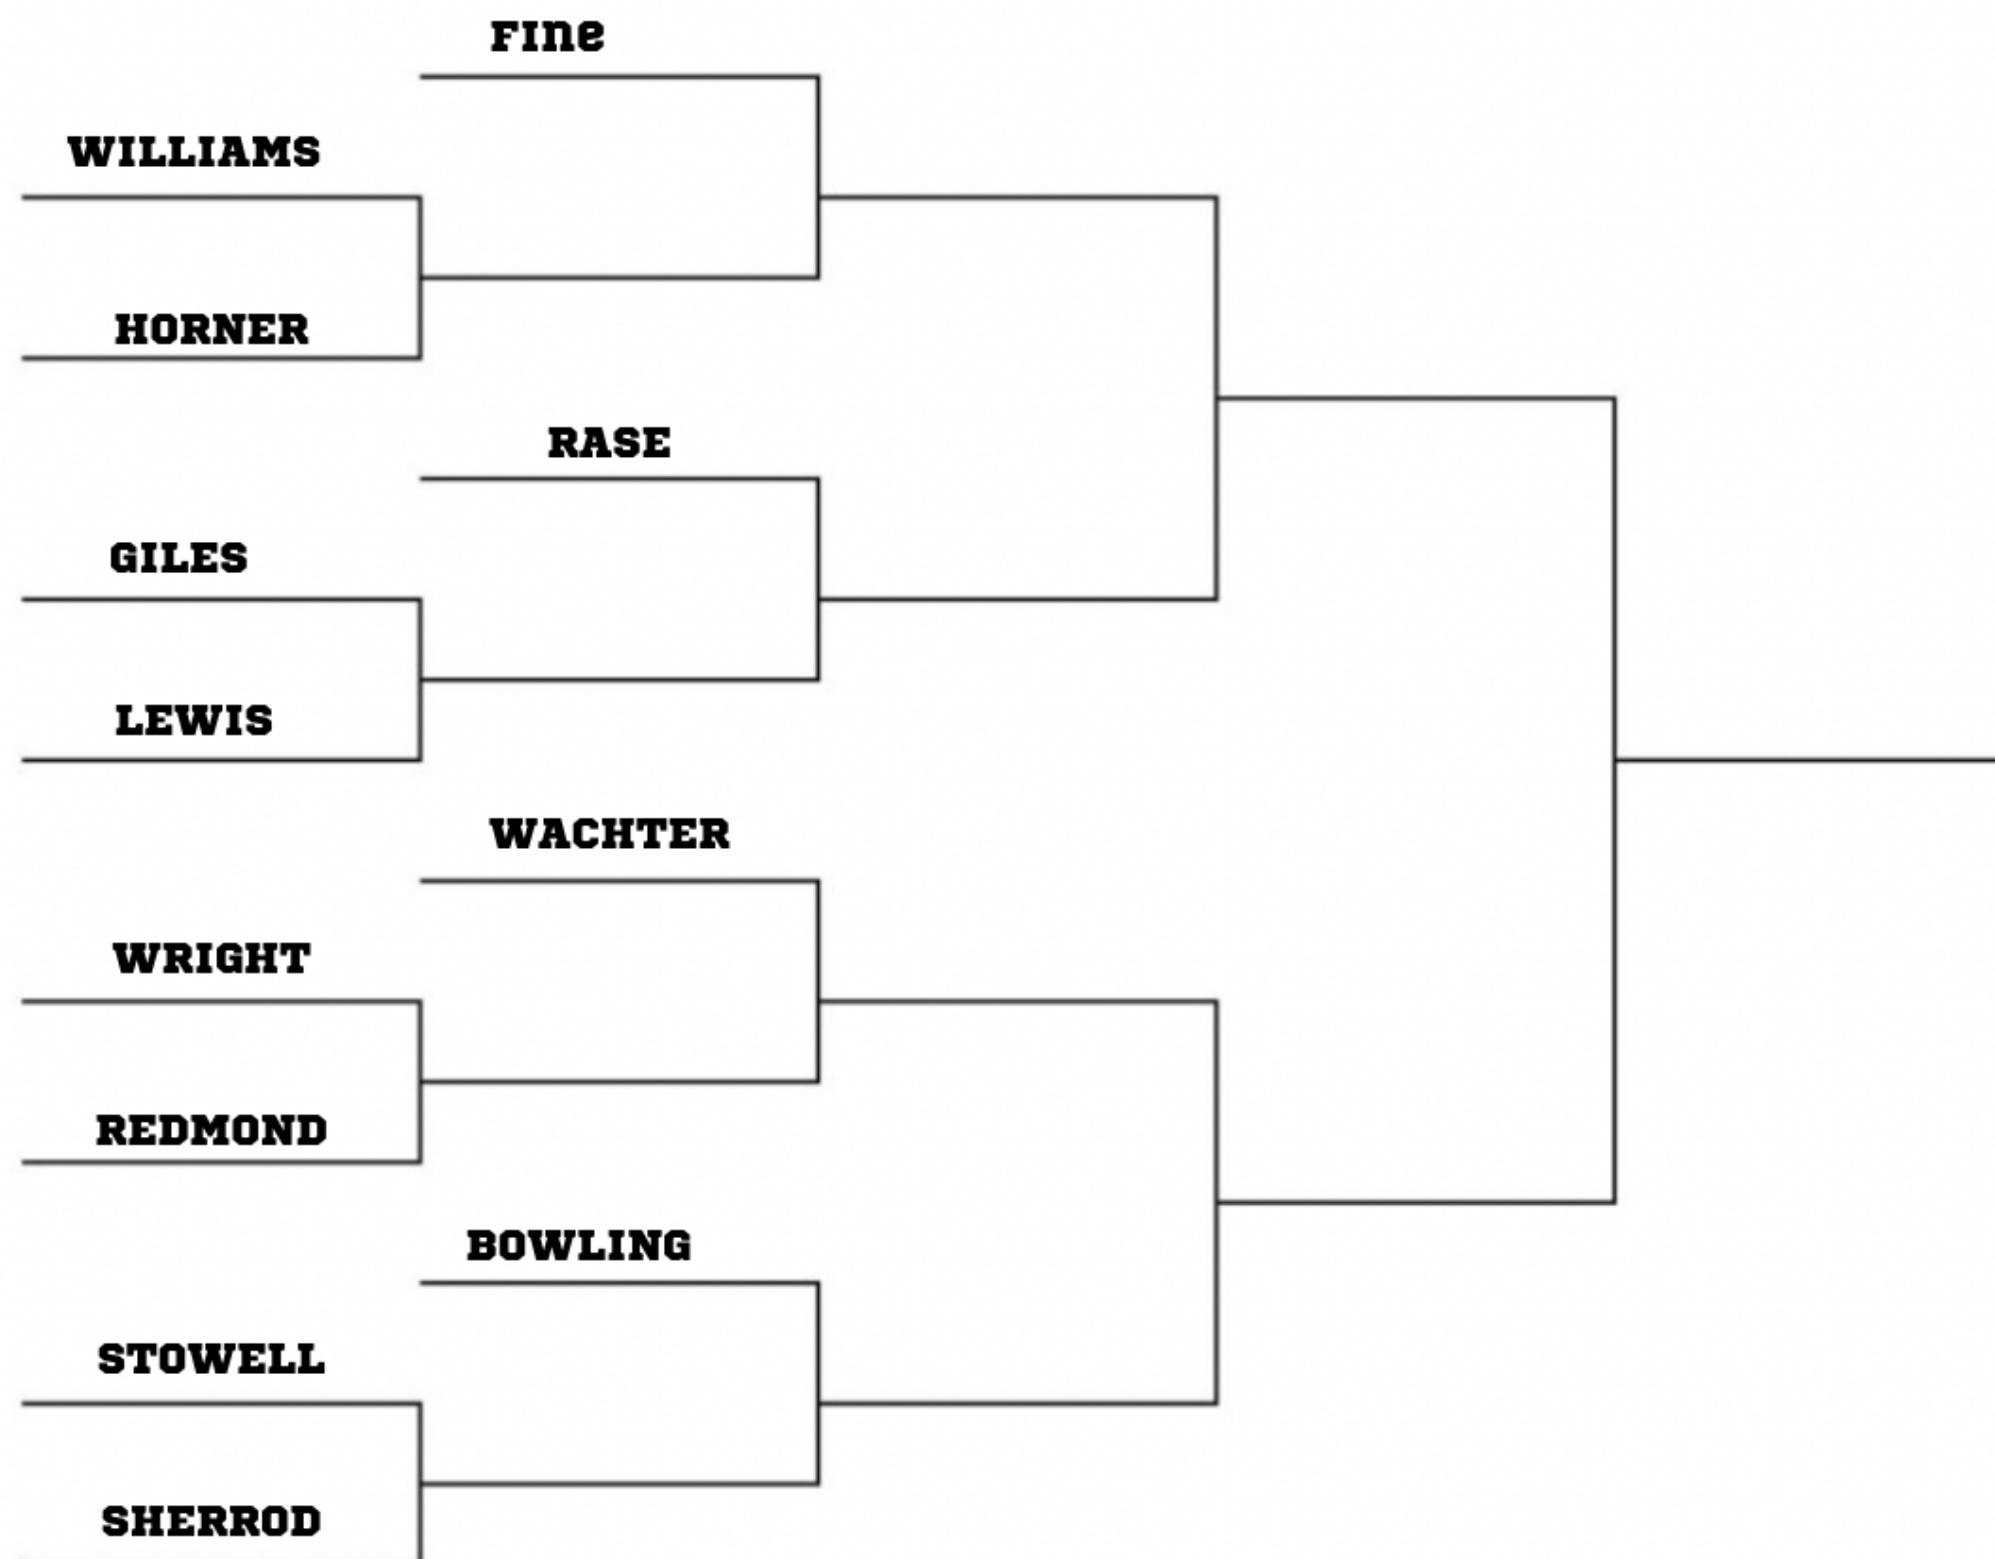 Fine
WILLIAMS
HORNER
RASE
GILES
LEWIS
WACHTER
WRIGHT
REDMOND
BOWLING
STOWELL
SHERROD